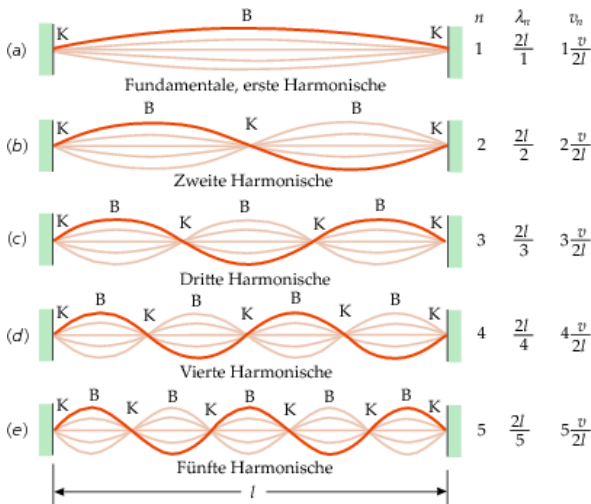 n λₙ νₙ
B
K K
(a) 1 2l/1 1 v/2l
Fundamentale, erste Harmonische
B K B
K K
(b) 2 2l/2 2 v/2l
Zweite Harmonische
K B K B K B K
(c) 3 2l/3 3 v/2l
Dritte Harmonische
B B B B
K K K K K
(d) 4 2l/4 4 v/2l
Vierte Harmonische
B B B B B
K K K K K K
(e) 5 2l/5 5 v/2l
Fünfte Harmonische
l